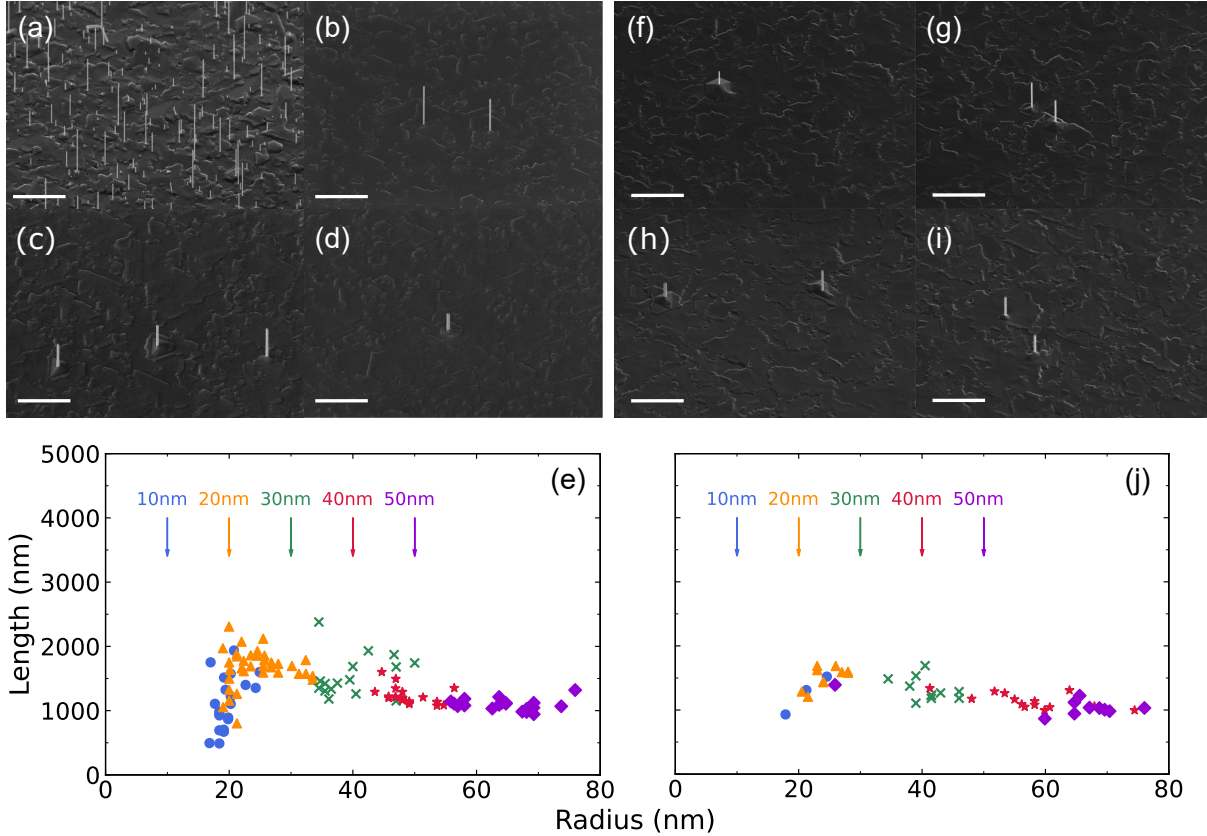 (a)
(b)
(c)
(d)
(f)
(g)
(h)
(i)
5000
4000
3000
2000
1000
0
0
20
40
60
80
Length (nm)
10nm
20nm
30nm
40nm
50nm
(e)
10nm
20nm
30nm
40nm
50nm
(j)
0
20
40
60
80
Radius (nm)